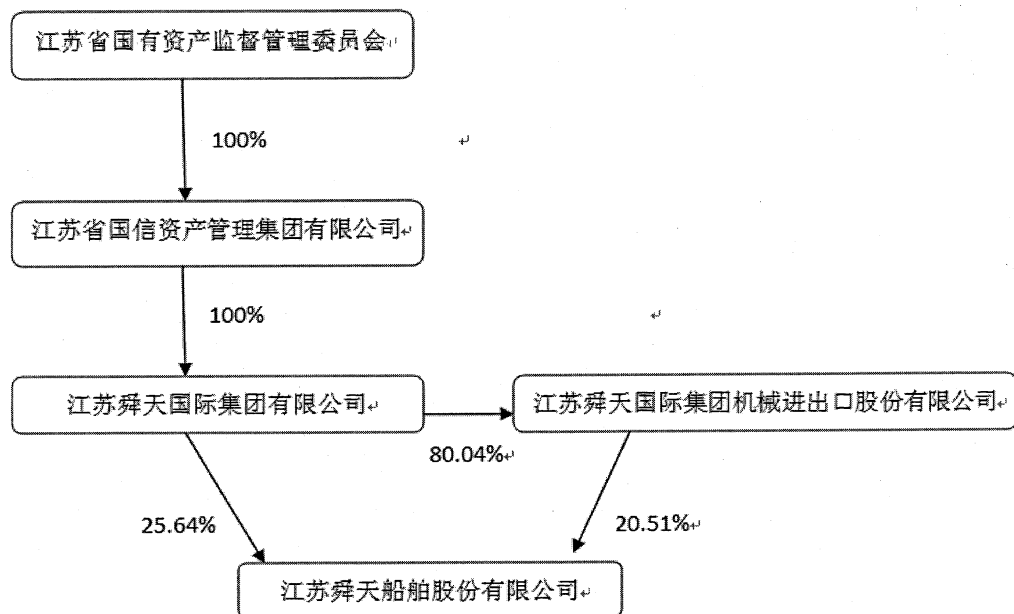 江苏省国有资产监督管理委员会
100%
江苏省国信资产管理集团有限公司
100%
江苏舜天国际集团有限公司
江苏舜天国际集团机械进出口股份有限公司
80.04%
25.64%
20.51%
江苏舜天船舶股份有限公司